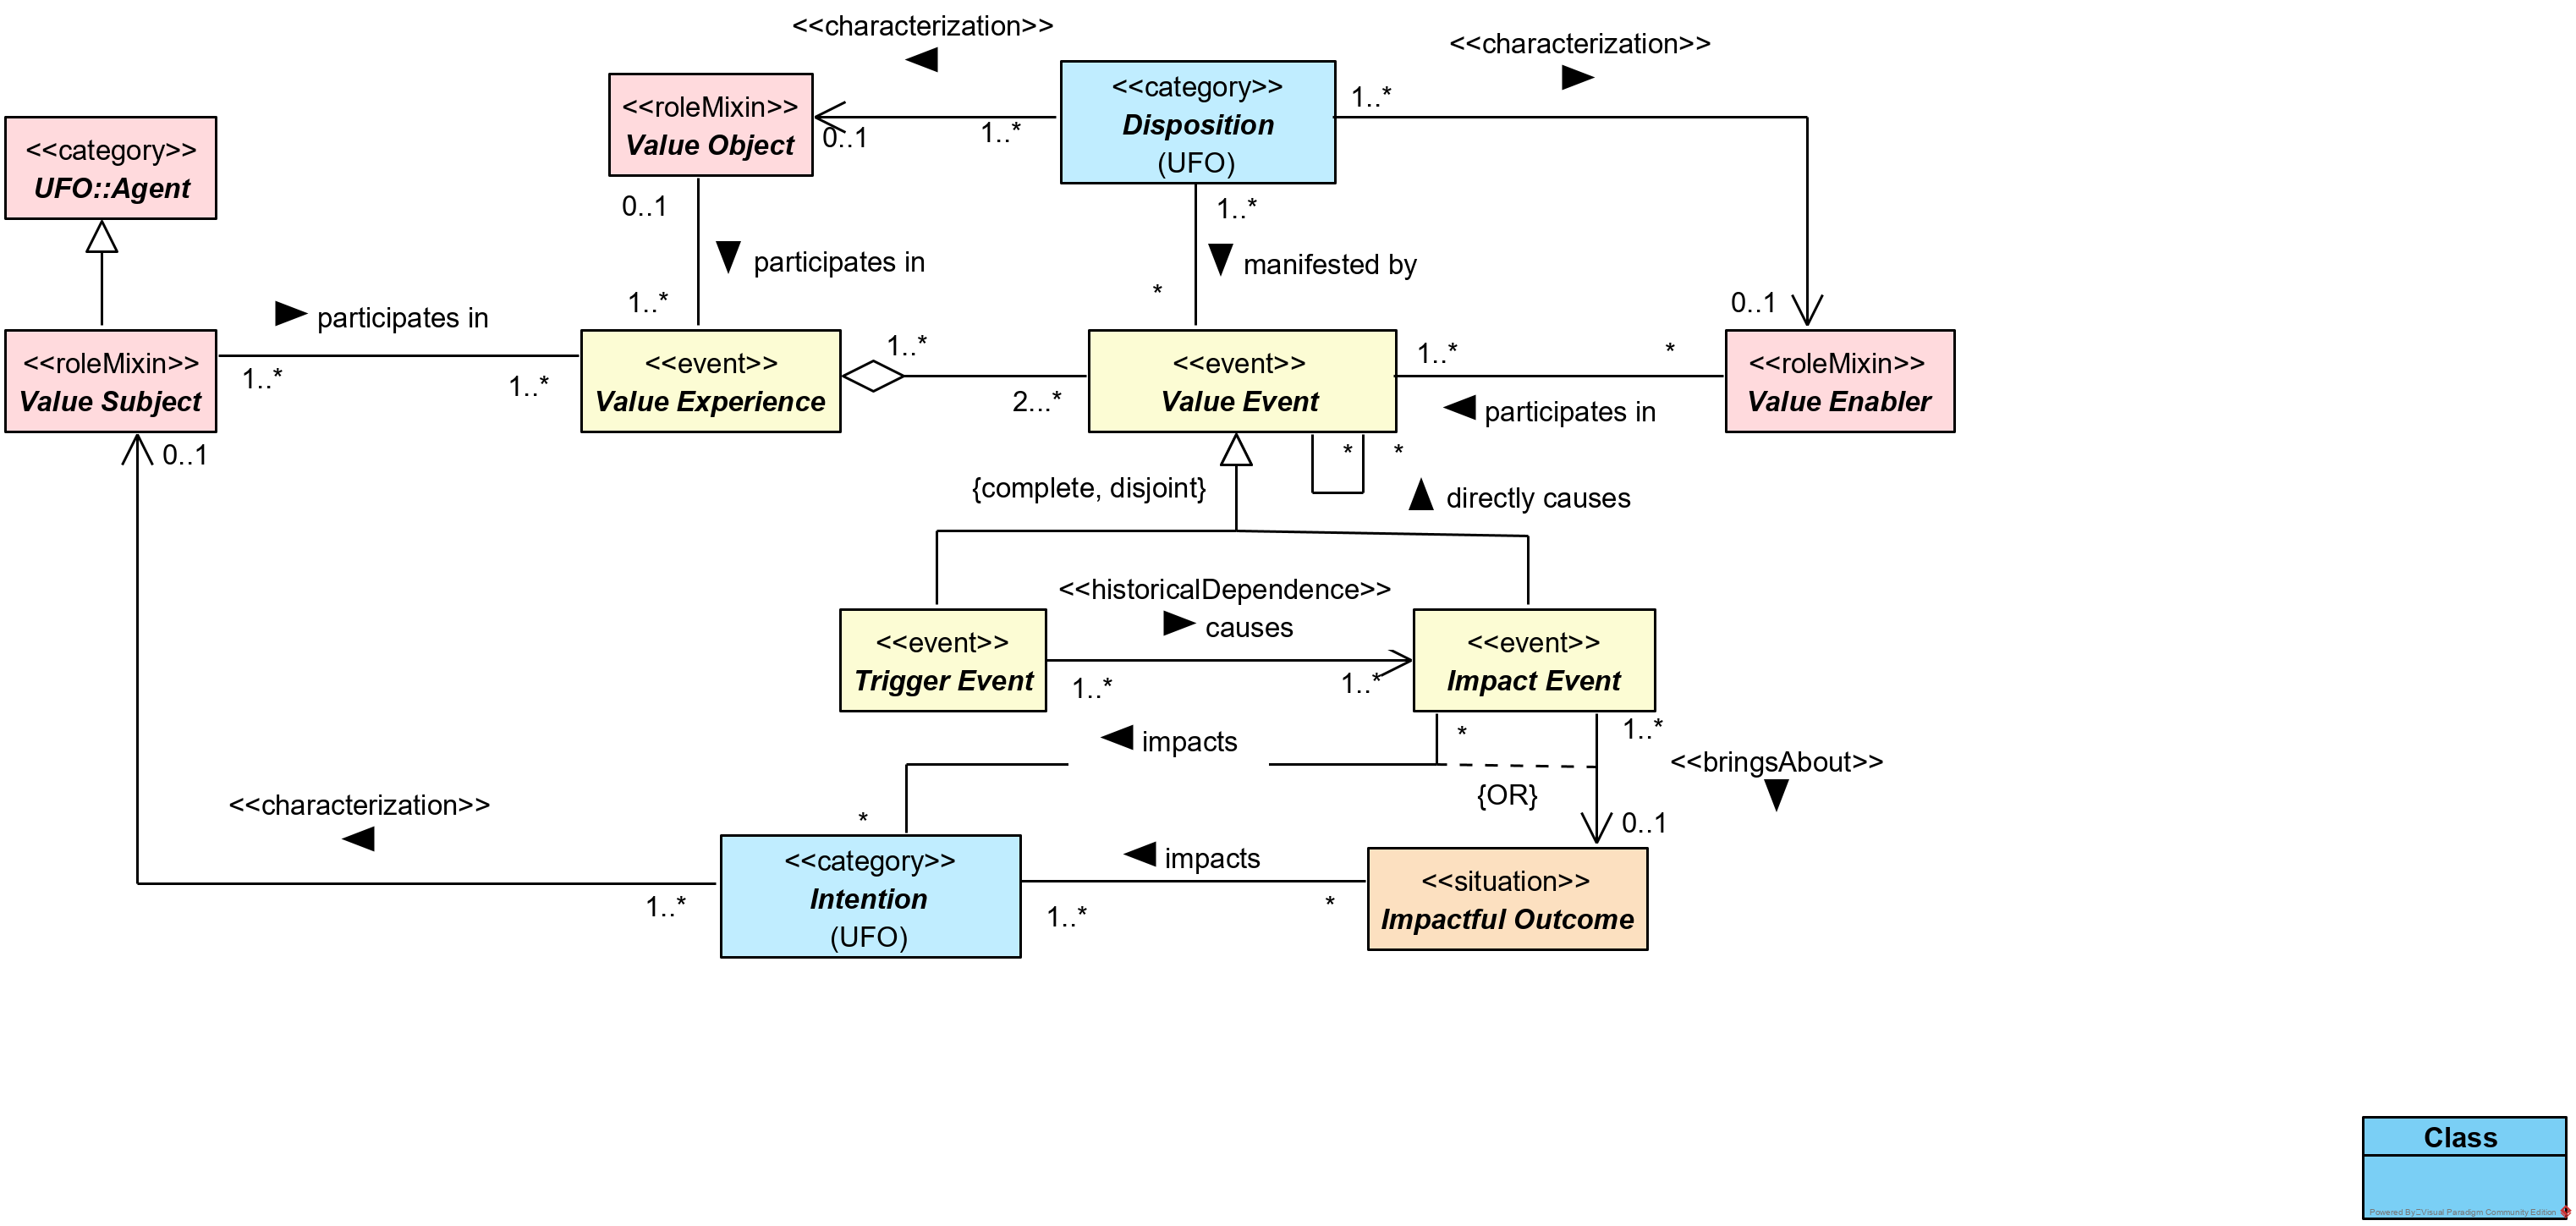 <<characterization>>
<<characterization>>
<<roleMixin>>
Value Object
<<category>>
Disposition
(UFO)
1..*
0..1
1..*
<<category>>
UFO::Agent
0..1
participates in
1..*
1..*
manifested by
*
0..1
participates in
<<roleMixin>>
Value Subject
1..*
1..*
<<event>>
Value Experience
1..*
2...*
<<event>>
Value Event
1..*
*
participates in
<<roleMixin>>
Value Enabler
0..1
{complete, disjoint}
*
*
directly causes
<<historicalDependence>>
causes
<<event>>
Trigger Event
1..*
1..*
<<event>>
Impact Event
impacts
*
1..*
<<bringsAbout>>
{OR}
0..1
<<characterization>>
*
<<category>>
Intention
(UFO)
1..*
impacts
1..*
*
<<situation>>
Impactful Outcome
Class
Powered By Visual Paradigm Community Edition